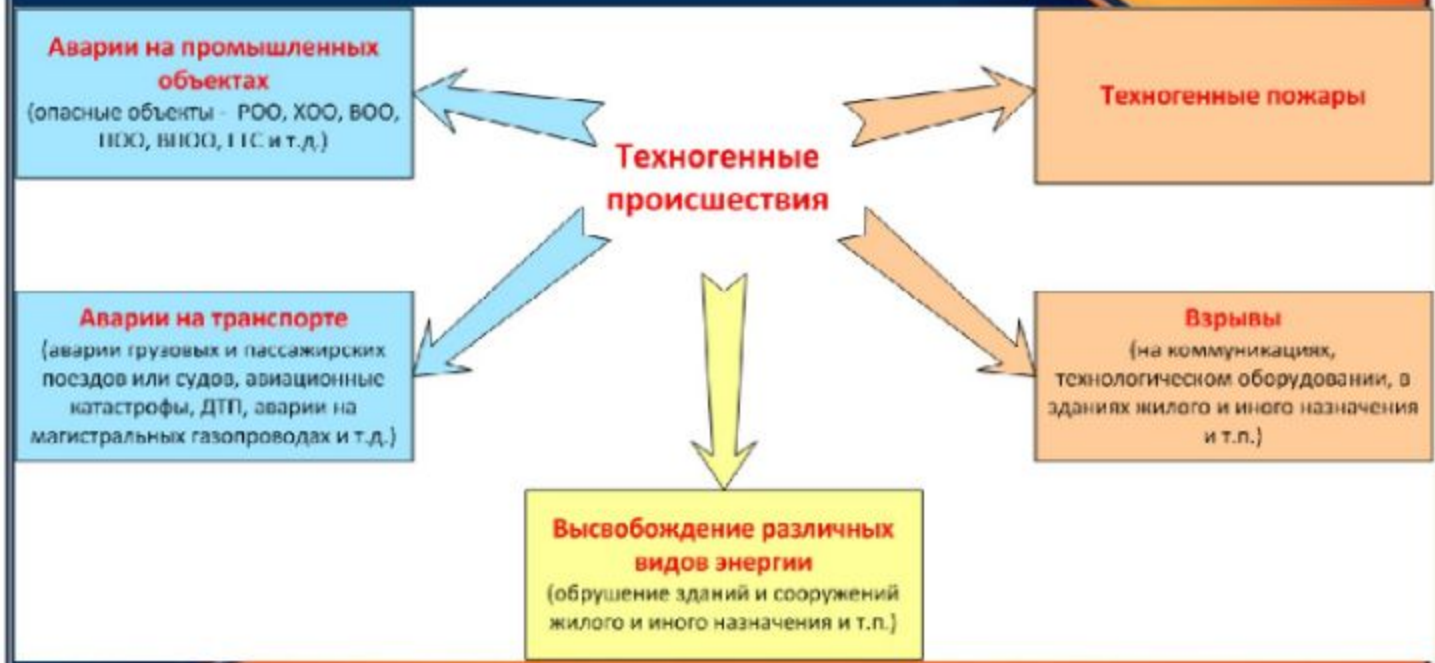 Аварии на промышленных
объектах
(опасные объекты - РОО, ХОО, ВОО,
ПОО, ВПОО, ГТС и т.д.)
Техногенные пожары
Техногенные
происшествия
Аварии на транспорте
(аварии грузовых и пассажирских
поездов или судов, авиационные
катастрофы, ДТП, аварии на
магистральных газопроводах и т.д.)
Взрывы
(на коммуникациях,
технологическом оборудовании, в
зданиях жилого и иного назначения
и т.п.)
Высвобождение различных
видов энергии
(обрушение зданий и сооружений
жилого и иного назначения и т.п.)